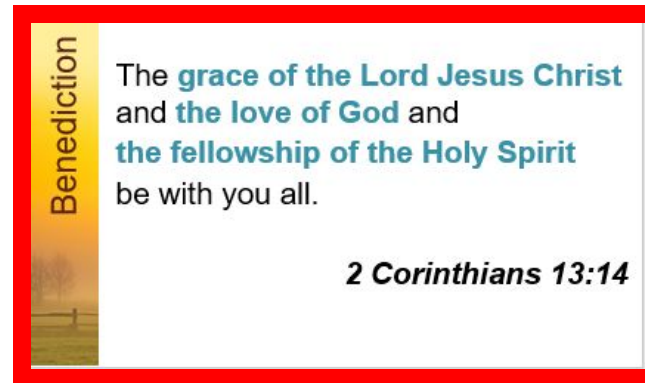 Benediction
The grace of the Lord Jesus Christ
and the love of God and
the fellowship of the Holy Spirit
be with you all.
2 Corinthians 13:14